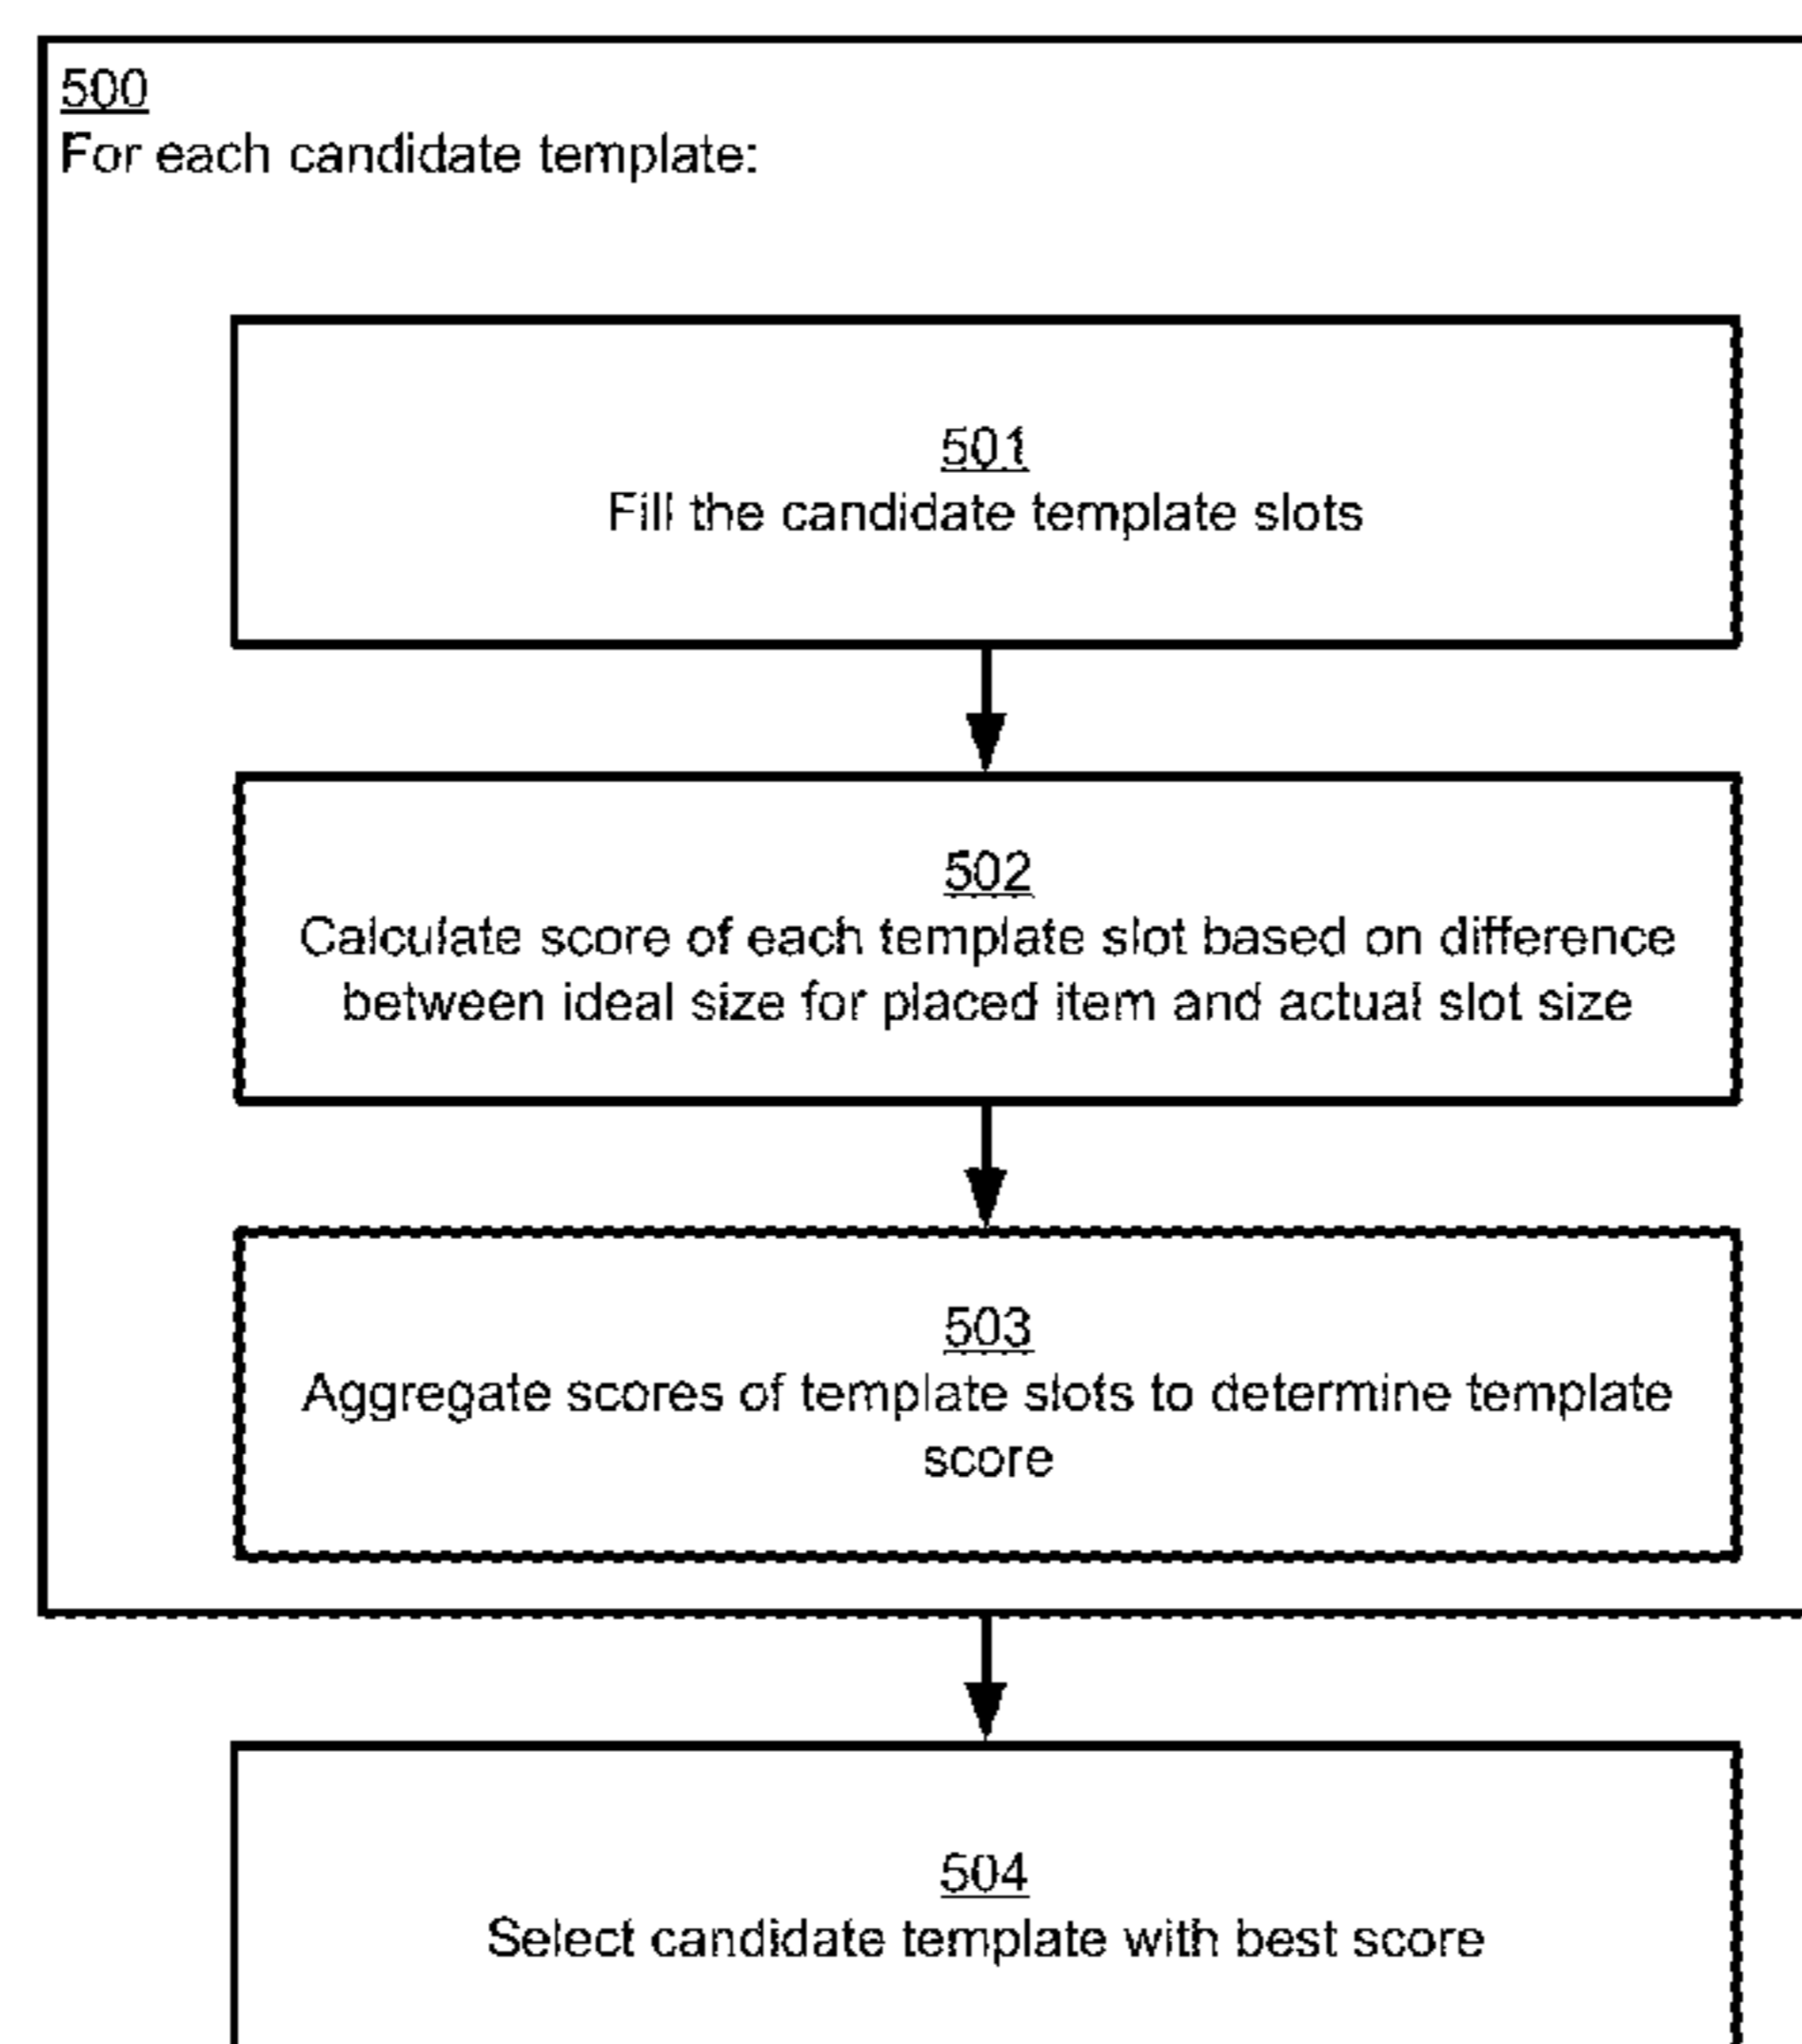 500
For each candidate template:
501
Fill the candidate template slots
502
Calculate score of each template slot based on difference
between ideal size for placed item and actual slot size
503
Aggregate scores of template slots to determine template
score
504
Select candidate template with best score